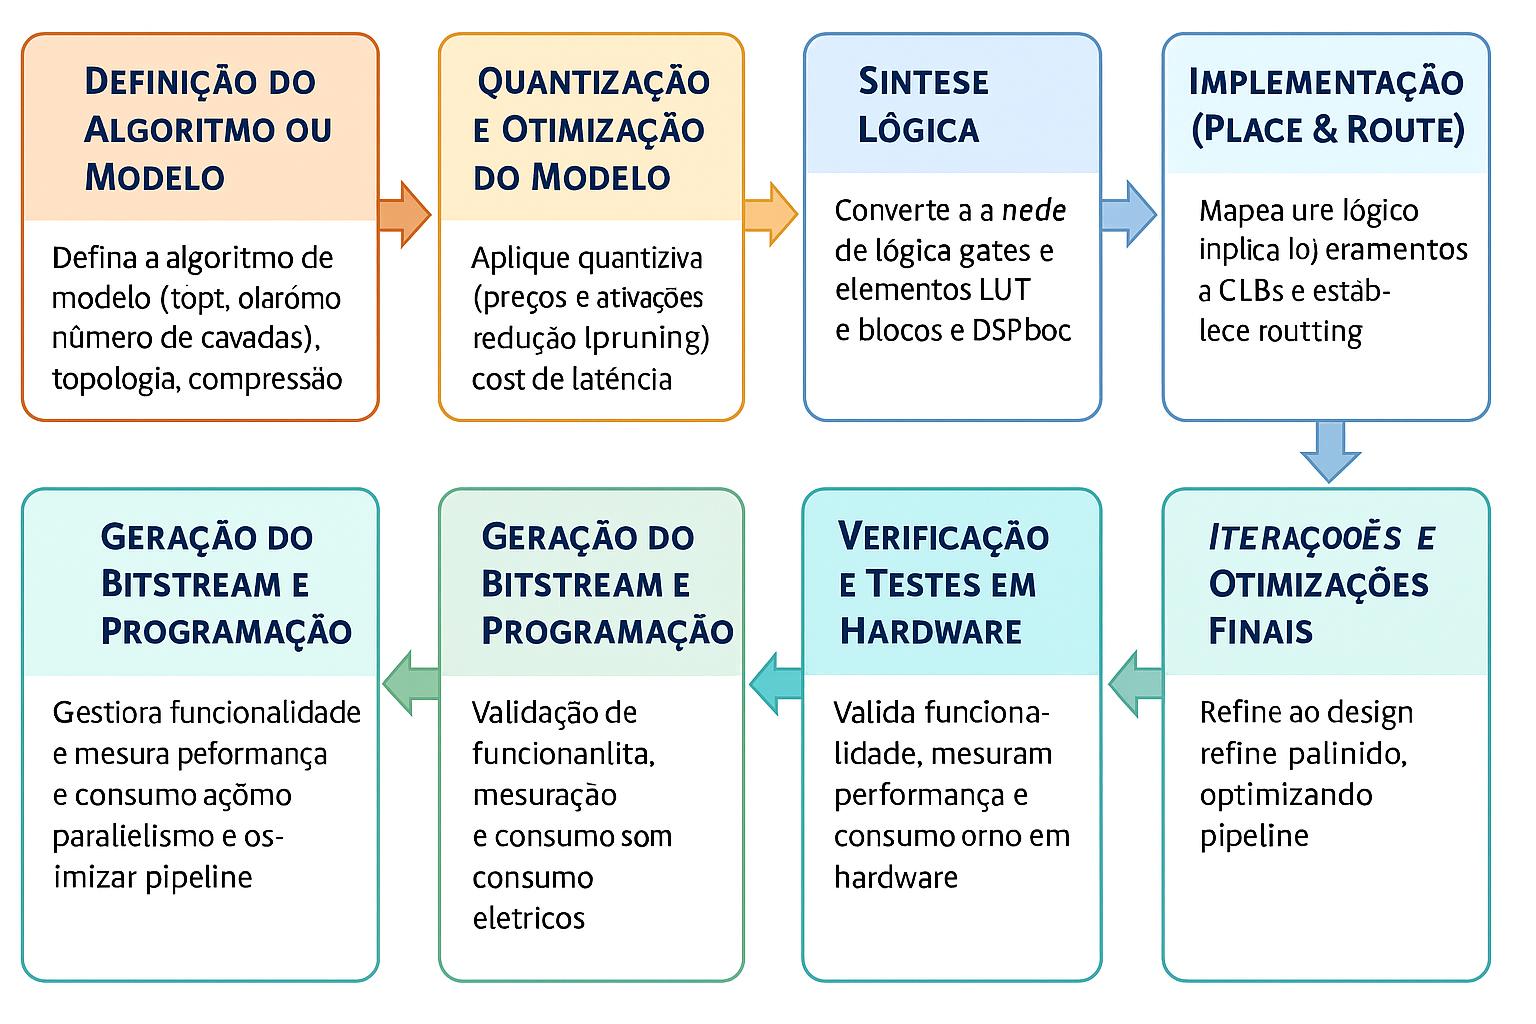 DEFINIÇÃO DO
ALGORITMO OU
MODELO
Defina a algoritmo de
modelo (tópt, olarómo
nûmero de cavadas),
topologia, compressão
QUANTIZAÇÃO
E OTIMIZAÇÃO
DO MODELO
Aplique quantiziva
(preços e ativações
redução lpruning)
cost de laténcia
SINTESE
LÔGICA
Converte a a nede
de lógica gates e
elementos LUT
e blocos e DSPboc
IMPLEMENTAÇÃO
(PLACE & ROUTE)
Mapea ure lógico
inplica lo) eramentos
a CLBs e estáb-
lece routting
GERAÇÃO DO
BITSTREAM E
PROGRAMAÇÃO
Gestiora funcionalidade
e mesura peformança
e consumo açõmo
paralielismo e os-
imizar pipeline
GERAÇÃO DO
BITSTREAM E
PROGRAMAÇÃO
Validação de
funcionanlita,
mesuração
e consumo som
consumo
eletricos
VERIFICAÇÃO
E TESTES EM
HARDWARE
Valida funciona-
lidade, mesuram
performança e
consumo orno em
hardware
ITERAÇOOẼS E
OTIMIZAÇÕES
FINAIS
Refine ao design
refine palinido,
optimizando
pipeline